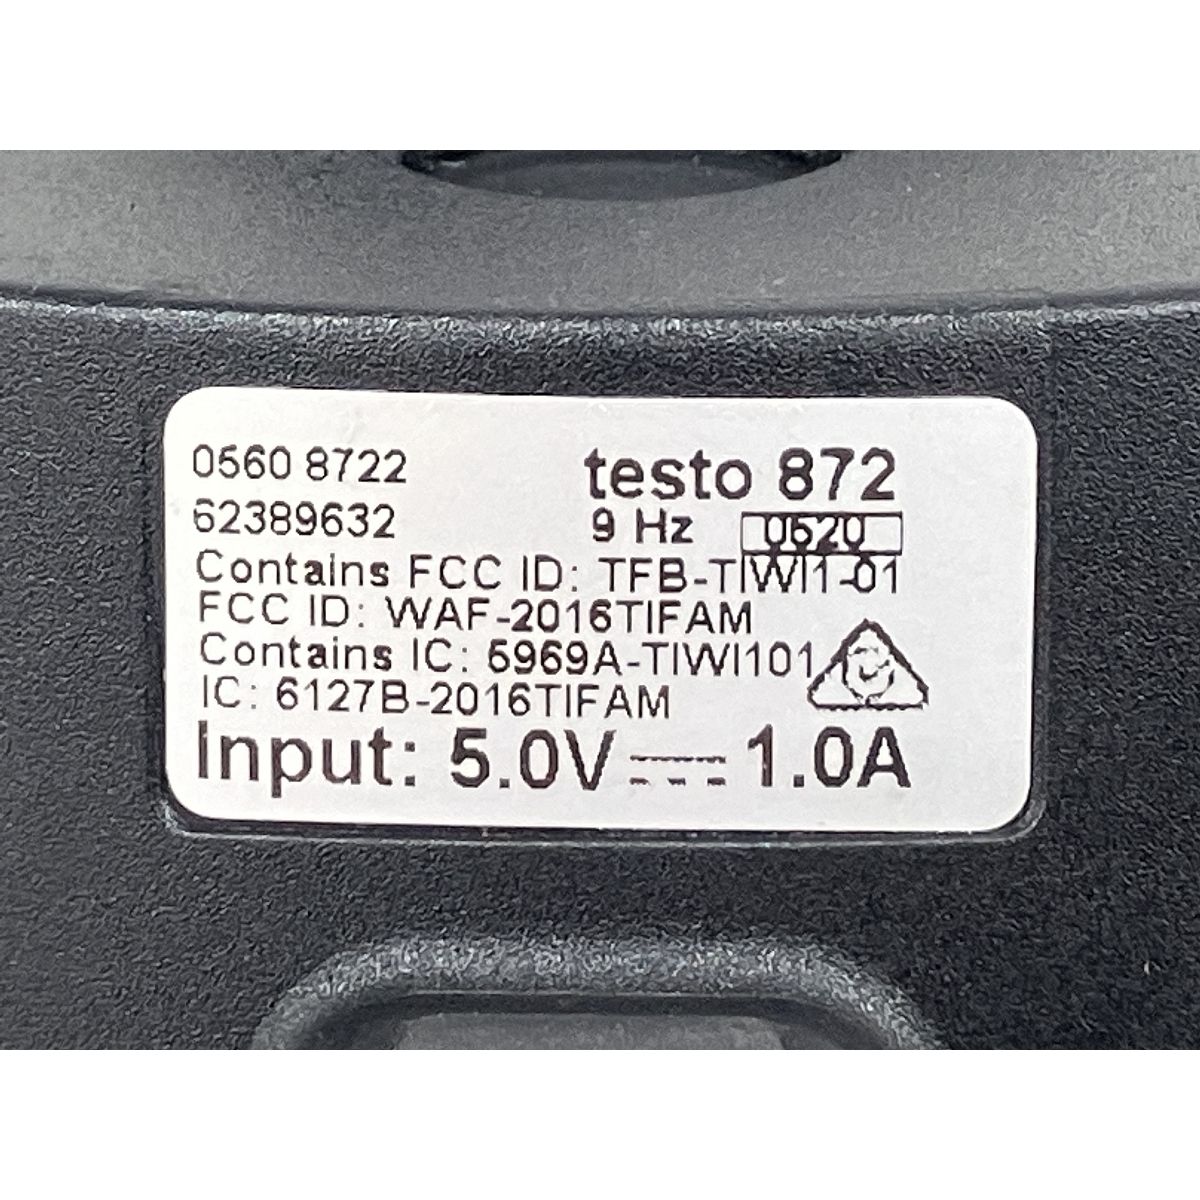 0560 8722 testo 872
62389632 9 Hz 0520
Contains FCC ID: TFB-TIWI1-01
FCC ID: WAF-2016TIFAM
Contains IC: 5969A-TIWI101
IC: 6127B-2016TIFAM
Input: 5.0V ⎓ 1.0A